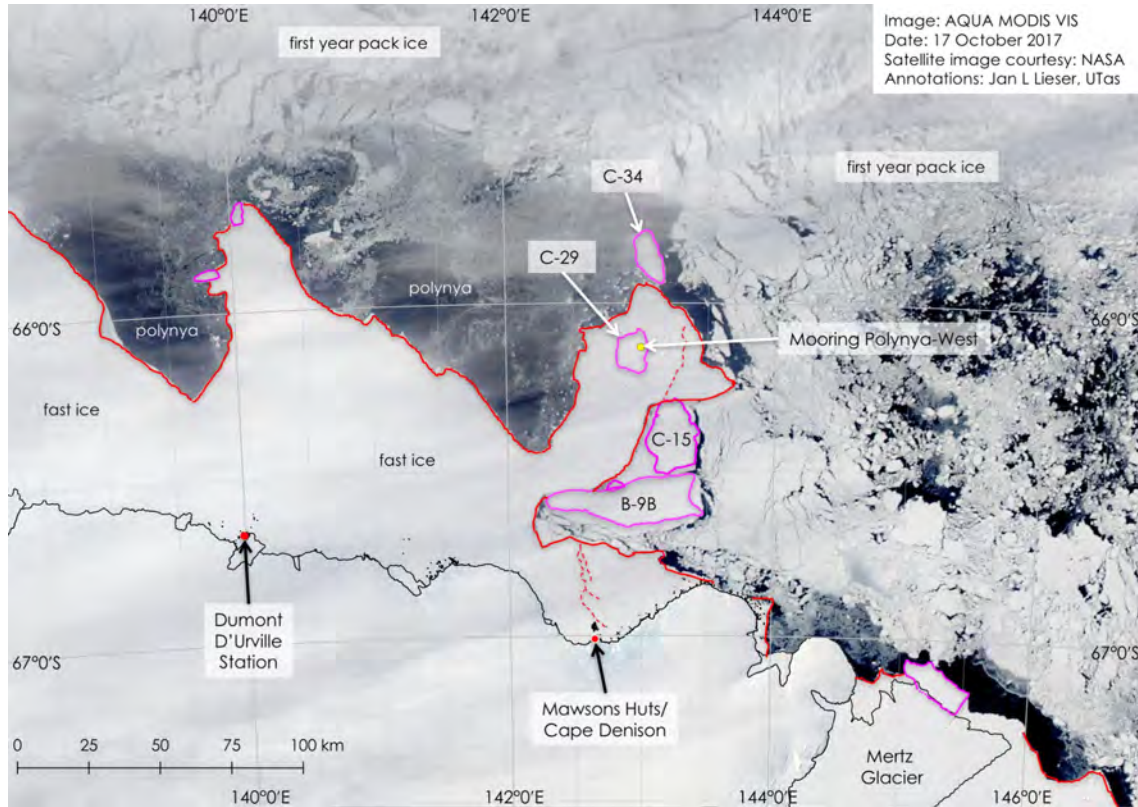 140°0'E
142°0'E
144°0'E
Image: AQUA MODIS VIS
Date: 17 October 2017
Satellite image courtesy: NASA
Annotations: Jan L Lieser, UTas
first year pack ice
first year pack ice
C-34
C-29
polynya
polynya
66°0'S
66°0'S
Mooring Polynya-West
fast ice
fast ice
C-15
B-9B
Dumont
D'Urville
Station
67°0'S
67°0'S
Mawsons Huts/
Cape Denison
Mertz
Glacier
0 25 50 75 100 km
140°0'E
142°0'E
144°0'E
146°0'E